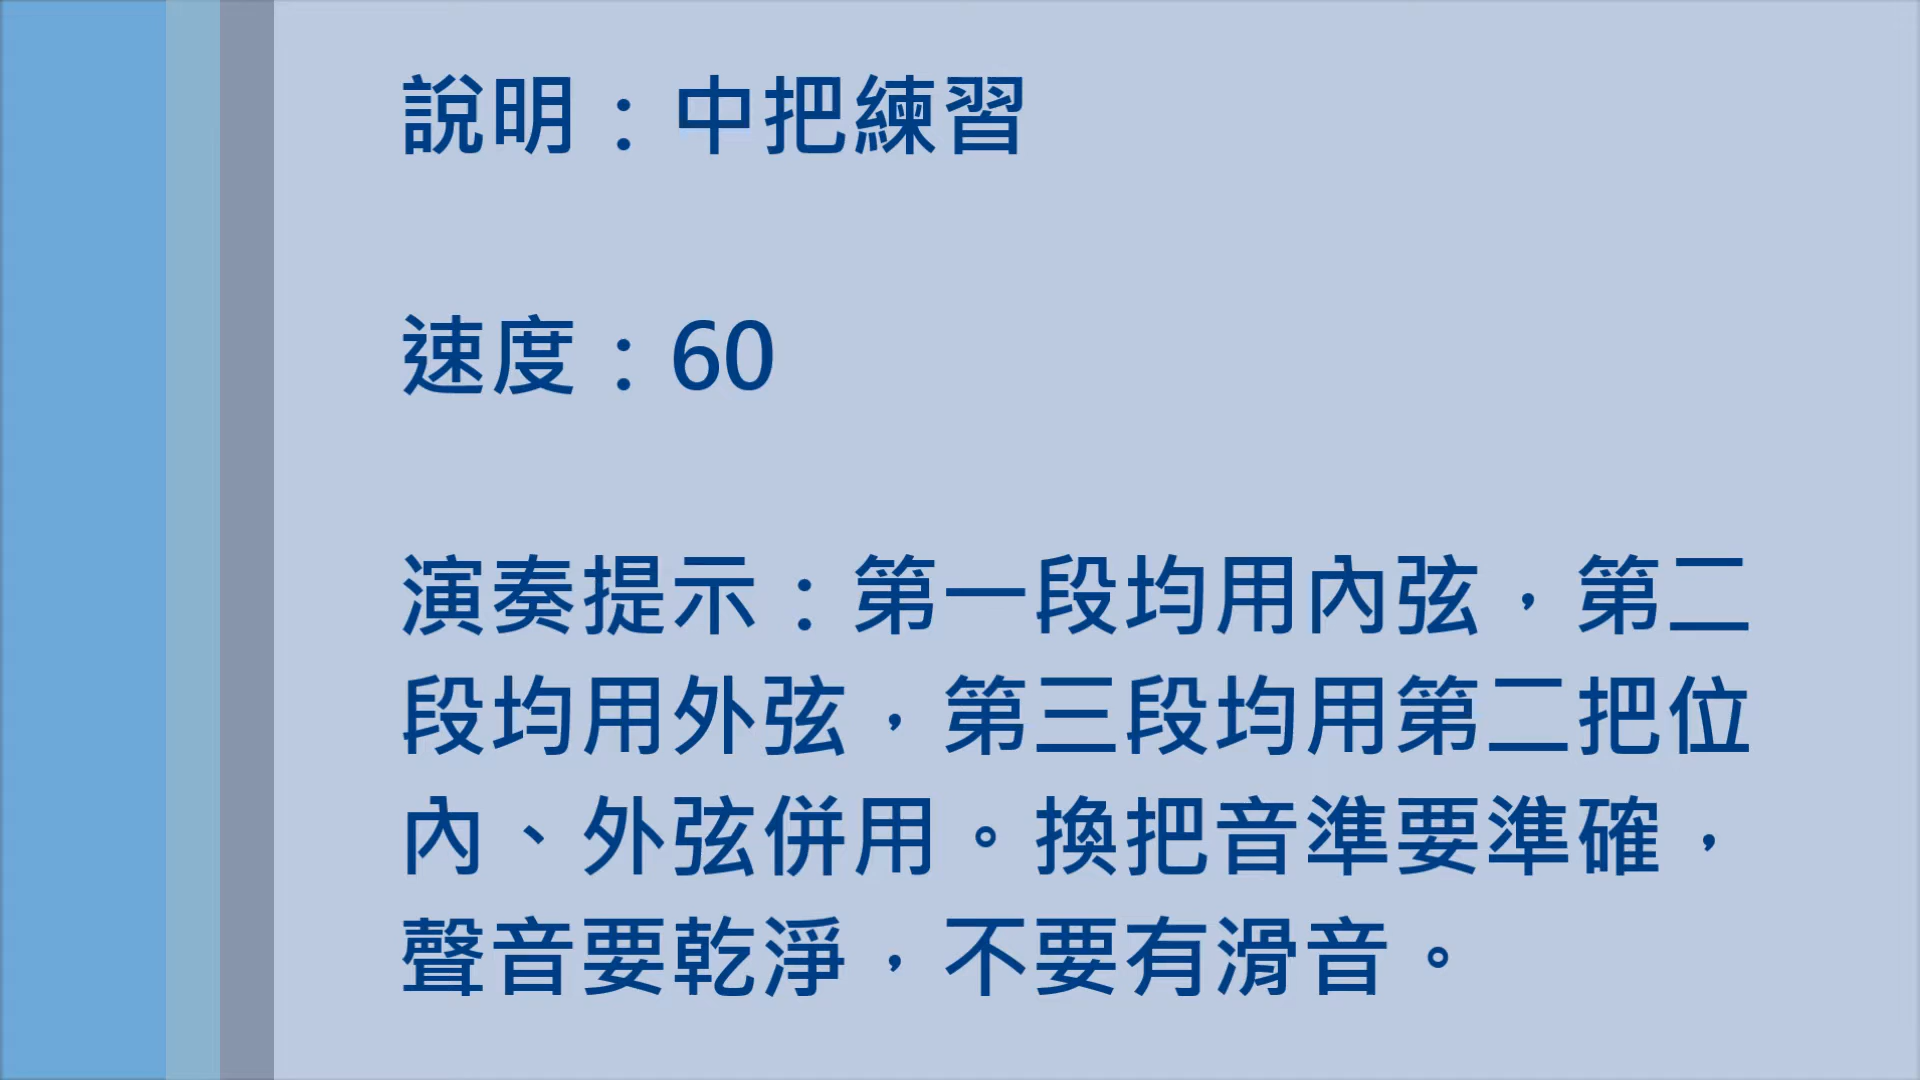 說明：中把練習
速度：60
演奏提示：第一段均用內弦，第二
段均用外弦，第三段均用第二把位
內、外弦併用。換把音準要準確，
聲音要乾淨，不要有滑音。